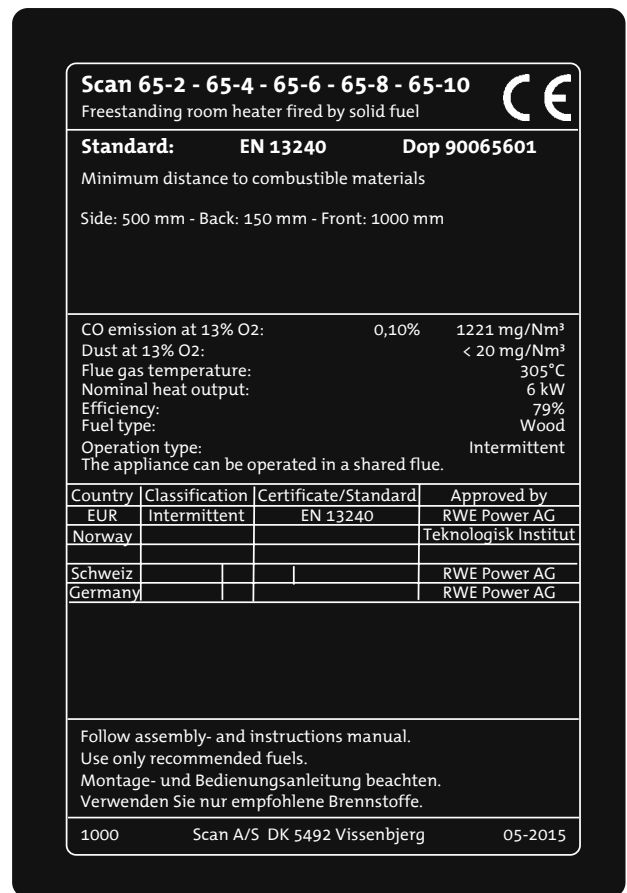 Scan 65-2 - 65-4 - 65-6 - 65-8 - 65-10 CE
Freestanding room heater fired by solid fuel
Standard: EN 13240 Dop 90065601
Minimum distance to combustible materials
Side: 500 mm - Back: 150 mm - Front: 1000 mm
CO emission at 13% O2: 0,10% 1221 mg/Nm³
Dust at 13% O2: < 20 mg/Nm³
Flue gas temperature: 305°C
Nominal heat output: 6 kW
Efficiency: 79%
Fuel type: Wood
Operation type: Intermittent
The appliance can be operated in a shared flue.
Country Classification Certificate/Standard Approved by
EUR Intermittent EN 13240 RWE Power AG
Norway Teknologisk Institut
Schweiz RWE Power AG
Germany RWE Power AG
Follow assembly- and instructions manual.
Use only recommended fuels.
Montage- und Bedienungsanleitung beachten.
Verwenden Sie nur empfohlene Brennstoffe.
1000 Scan A/S DK 5492 Vissenbjerg 05-2015